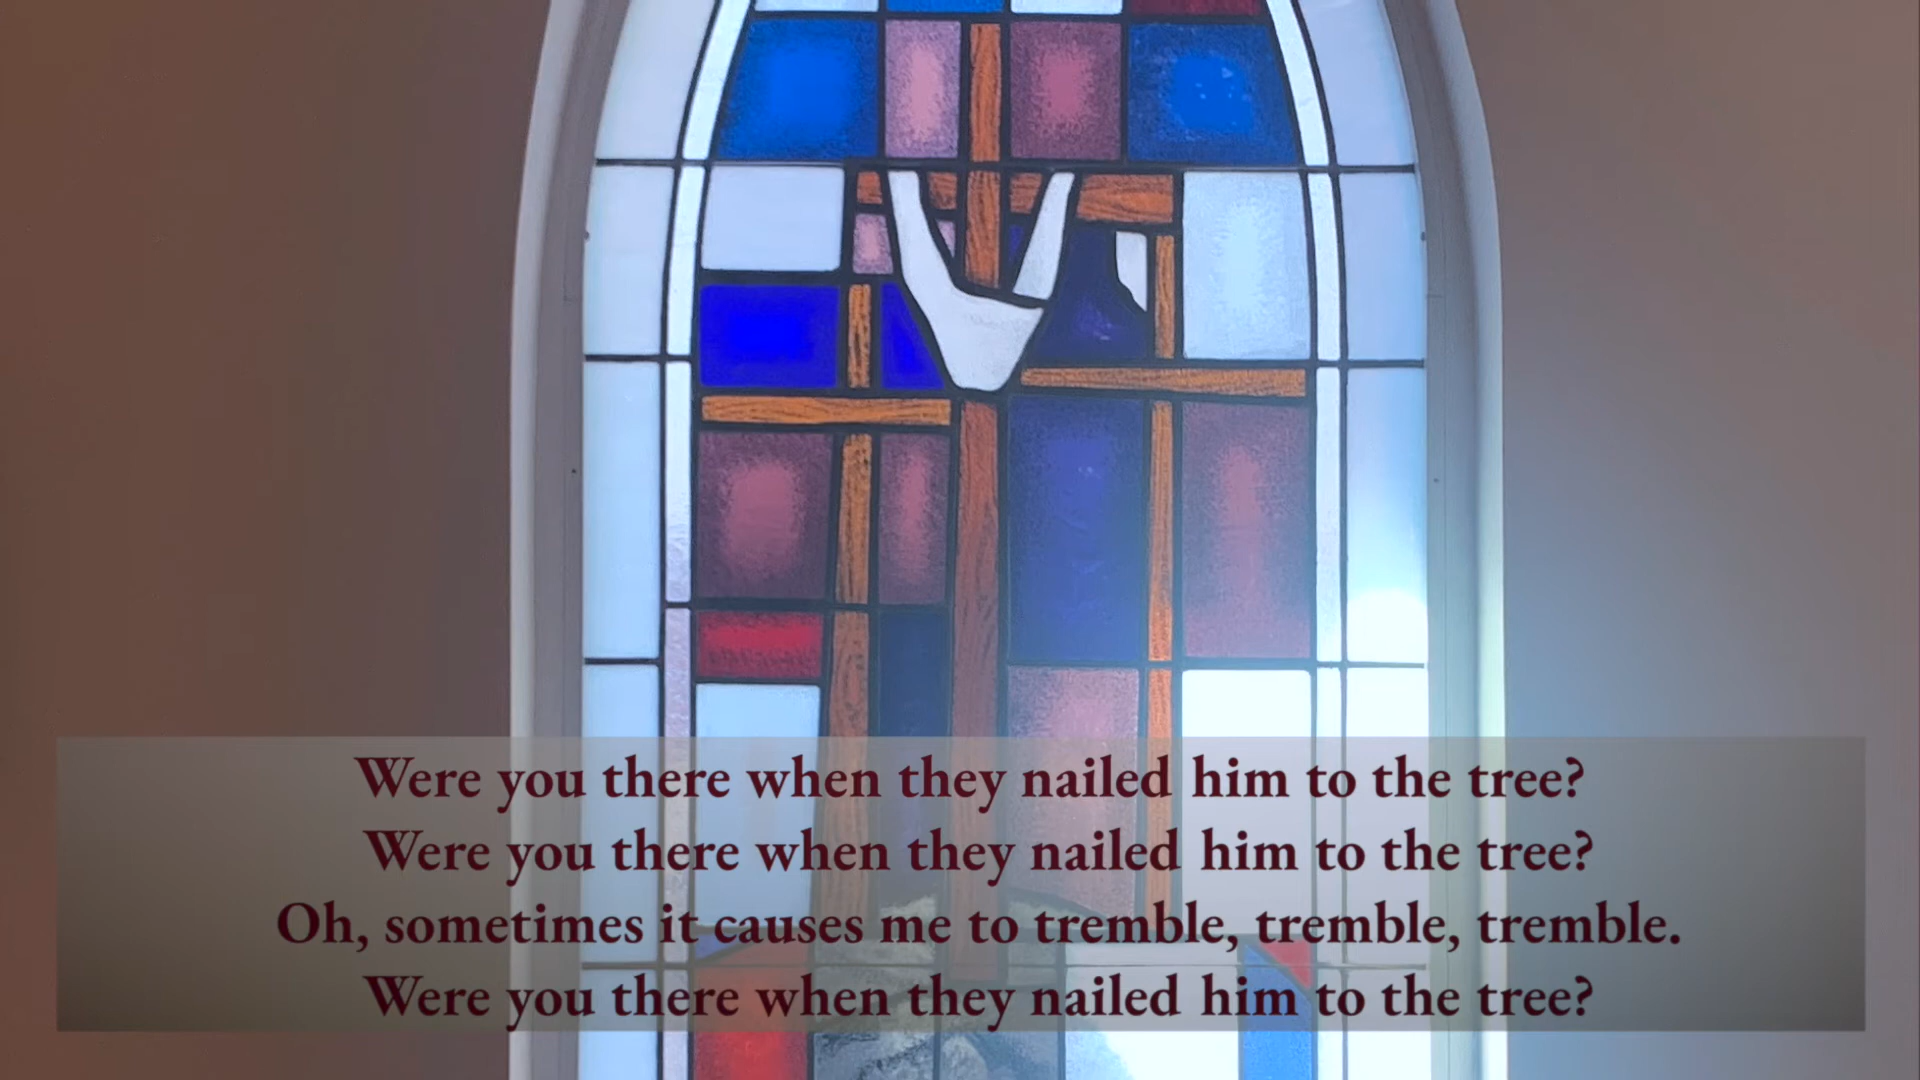 Were you there when they nailed him to the tree?
Were you there when they nailed him to the tree?
Oh, sometimes it causes me to tremble, tremble, tremble.
Were you there when they nailed him to the tree?